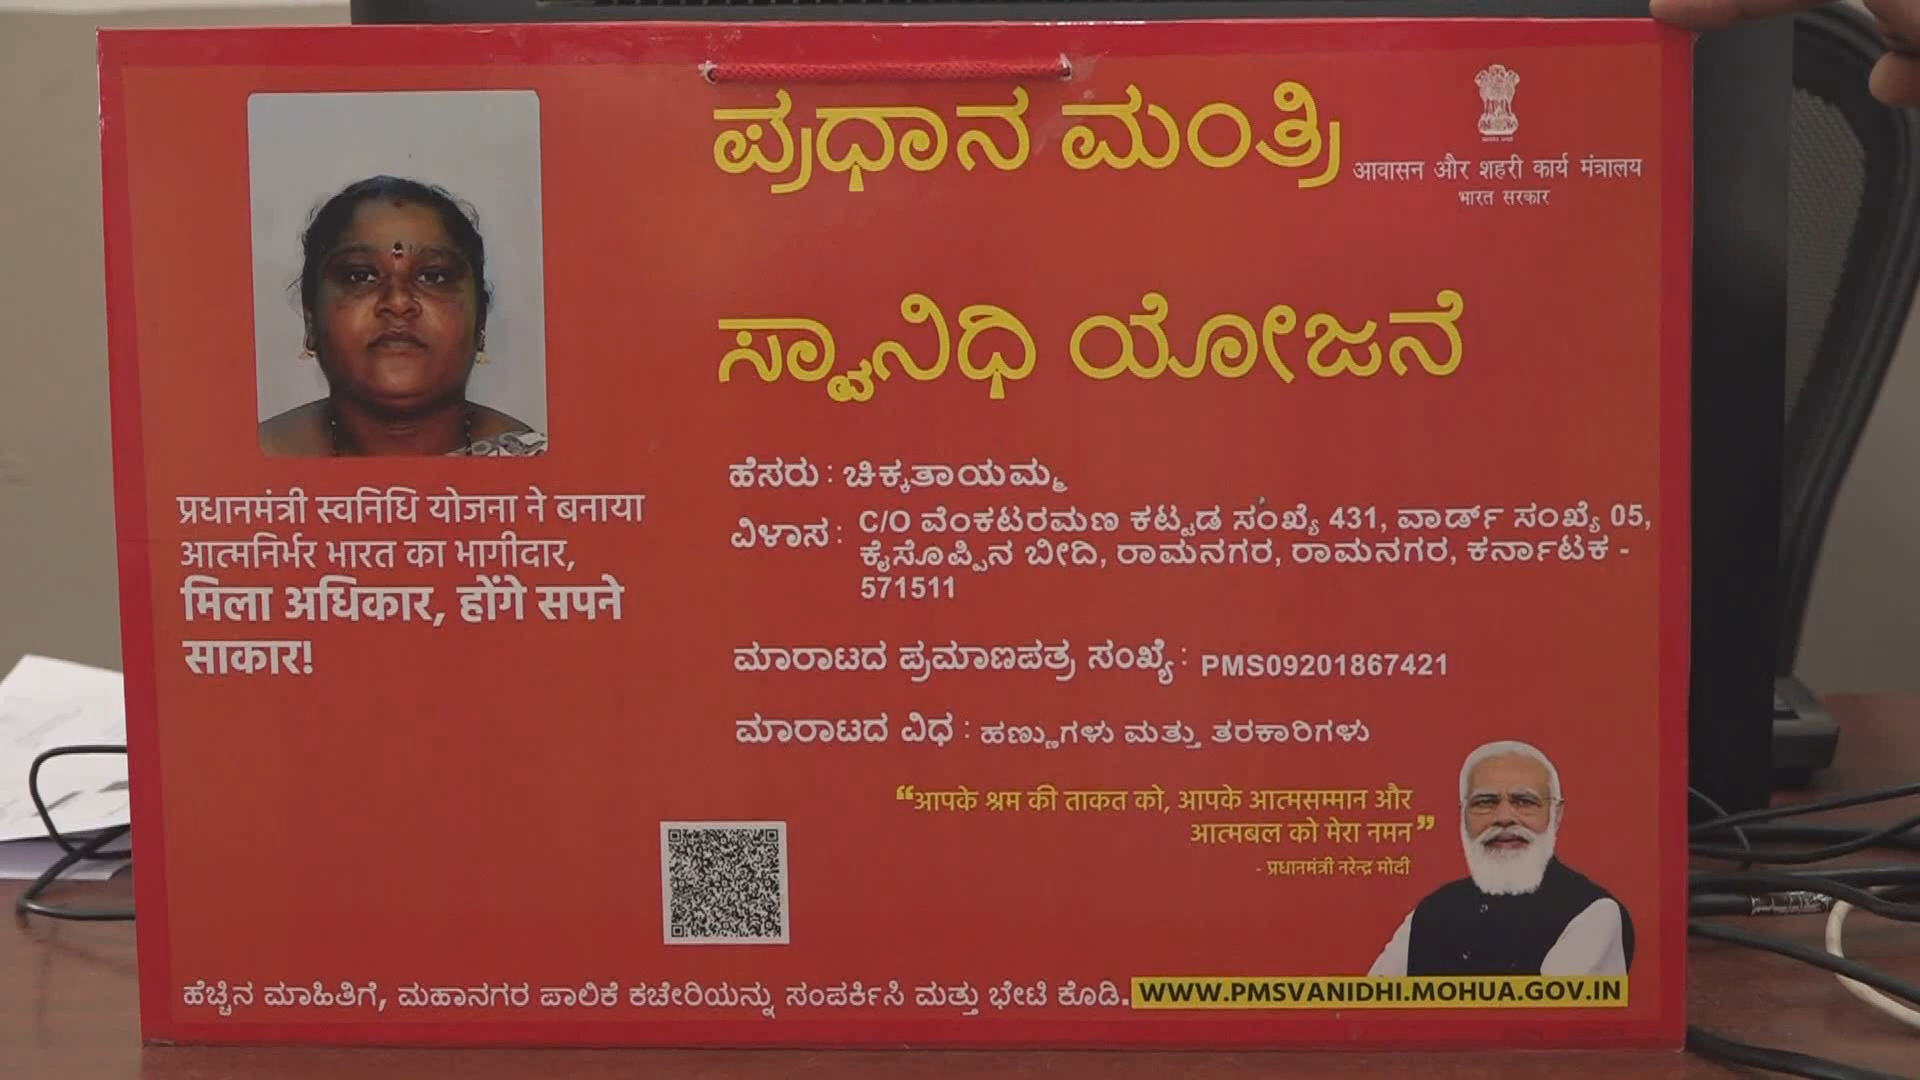 ಪ್ರಧಾನ ಮಂತ್ರಿ
आवासन और शहरी कार्य मंत्रालय
भारत सरकार
ಸ್ವಾನಿಧಿ ಯೋಜನೆ
ಹೆಸರು : ಚಿಕ್ಕತಾಯಮ್ಮ
ವಿಳಾಸ : C/O ವೆಂಕಟರಮಣ ಕಟ್ಟಡ ಸಂಖ್ಯೆ 431, ವಾರ್ಡ್ ಸಂಖ್ಯೆ 05,
ಕೈಸೊಪ್ಪಿನ ಬೀದಿ, ರಾಮನಗರ, ರಾಮನಗರ, ಕರ್ನಾಟಕ -
571511
ಮಾರಾಟದ ಪ್ರಮಾಣಪತ್ರ ಸಂಖ್ಯೆ : PMS09201867421
ಮಾರಾಟದ ವಿಧ : ಹಣ್ಣುಗಳು ಮತ್ತು ತರಕಾರಿಗಳು
प्रधानमंत्री स्वनिधि योजना ने बनाया
आत्मनिर्भर भारत का भागीदार,
मिला अधिकार, होंगे सपने
साकार!
“आपके श्रम की ताकत को, आपके आत्मसम्मान और
आत्मबल को मेरा नमन”
- प्रधानमंत्री नरेन्द्र मोदी
ಹೆಚ್ಚಿನ ಮಾಹಿತಿಗೆ, ಮಹಾನಗರ ಪಾಲಿಕೆ ಕಚೇರಿಯನ್ನು ಸಂಪರ್ಕಿಸಿ ಮತ್ತು ಭೇಟಿ ಕೊಡಿ. WWW.PMSVANIDHI.MOHUA.GOV.IN